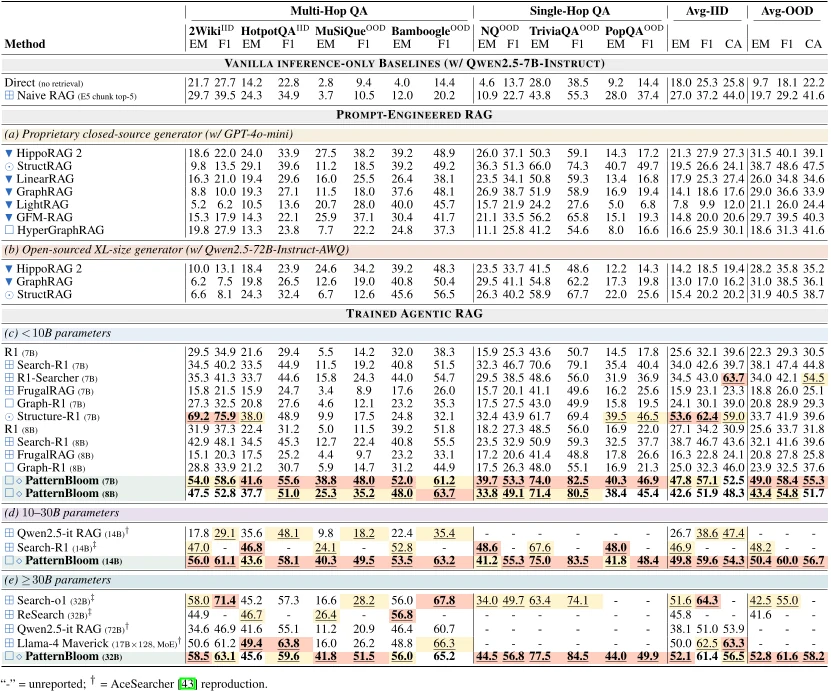 Multi-Hop QA Single-Hop QA Avg-IID Avg-OOD
2Wiki^IID HotpotQA^IID MuSiQue^OOD Bamboogle^OOD NQ^OOD TriviaQA^OOD PopQA^OOD
Method EM F1 EM F1 EM F1 EM F1 EM F1 EM F1 EM F1 EM F1 CA EM F1 CA
VANILLA INFERENCE-ONLY BASELINES (W/ QWEN2.5-7B-INSTRUCT)
Direct (no retrieval) 21.7 27.7 14.2 22.8 2.8 9.4 4.0 14.4 4.6 13.7 28.0 38.5 9.2 14.4 18.0 25.3 25.8 9.7 18.1 22.2
⊞ Naive RAG (E5 chunk top-5) 29.7 39.5 24.3 34.9 3.7 10.5 12.0 20.2 10.9 22.7 43.8 55.3 28.0 37.4 27.0 37.2 44.0 19.7 29.2 41.6
PROMPT-ENGINEERED RAG
(a) Proprietary closed-source generator (w/ GPT-4o-mini)
▼ HippoRAG 2 18.6 22.0 24.0 33.9 27.5 38.2 39.2 48.9 26.0 37.1 50.3 59.1 14.3 17.2 21.3 27.9 27.3 31.5 40.1 39.1
⊙ StructRAG 9.8 13.5 29.1 39.6 11.2 18.5 39.2 49.2 36.3 51.3 66.0 74.3 40.7 49.7 19.5 26.6 24.1 38.7 48.6 47.5
▼ LinearRAG 16.3 21.0 19.4 29.6 16.0 25.5 26.4 38.1 23.5 34.1 50.8 59.3 13.4 16.8 17.9 25.3 27.4 26.0 34.8 34.6
▼ GraphRAG 8.8 10.0 19.3 27.1 11.5 18.0 37.6 48.1 26.9 38.7 51.9 58.9 16.9 19.4 14.1 18.6 17.6 29.0 36.6 33.9
▼ LightRAG 5.2 6.2 10.5 13.6 20.7 28.0 40.0 45.7 15.7 21.9 24.2 27.6 5.0 6.8 7.8 9.9 12.0 21.1 26.0 24.4
▼ GFM-RAG 15.3 17.9 14.3 22.1 25.9 37.1 30.4 41.7 21.1 33.5 56.2 65.8 15.1 19.3 14.8 20.0 20.6 29.7 39.5 40.3
□ HyperGraphRAG 19.8 27.9 13.3 23.8 7.7 22.2 24.8 37.3 11.1 25.8 41.2 54.6 8.0 16.6 16.6 25.9 30.1 18.6 31.3 41.6
(b) Open-sourced XL-size generator (w/ Qwen2.5-72B-Instruct-AWQ)
▼ HippoRAG 2 10.0 13.1 18.4 23.9 24.6 34.2 39.2 48.3 23.5 33.7 41.5 48.6 12.2 14.3 14.2 18.5 19.4 28.2 35.8 35.2
▼ GraphRAG 6.2 7.5 19.8 26.5 12.6 19.0 40.8 50.4 29.5 41.1 54.8 62.2 17.3 19.8 13.0 17.0 16.2 31.0 38.5 36.1
⊙ StructRAG 6.6 8.1 24.3 32.4 6.7 12.6 45.6 56.5 26.3 40.2 58.9 67.7 22.0 25.6 15.4 20.2 20.2 31.9 40.5 38.7
TRAINED AGENTIC RAG
(c) < 10B parameters
R1 (7B) 29.5 34.9 21.6 29.4 5.5 14.2 32.0 38.3 15.9 25.3 43.6 50.7 14.5 17.8 25.6 32.1 39.6 22.3 29.3 30.5
⊞ Search-R1 (7B) 34.5 40.2 33.5 44.9 11.5 19.2 40.8 51.5 32.3 46.7 70.6 79.1 35.4 40.4 34.0 42.6 39.7 38.1 47.4 44.8
⊞ R1-Searcher (7B) 35.3 41.3 33.7 44.6 15.8 24.3 44.0 54.7 29.5 38.5 48.6 56.0 31.9 36.9 34.5 43.0 63.7 34.0 42.1 54.5
⊞ FrugalRAG (7B) 15.8 21.5 15.9 24.7 3.4 8.9 17.6 26.0 15.7 20.1 41.1 49.6 16.2 25.6 15.9 23.1 23.3 18.8 26.0 25.1
□ Graph-R1 (7B) 27.3 32.5 20.8 27.6 4.6 12.1 23.2 35.3 17.5 27.5 43.0 49.9 15.8 19.5 24.1 30.1 39.0 20.8 28.9 29.3
⊙ Structure-R1 (7B) 69.2 75.9 38.0 48.9 9.9 17.5 24.8 32.1 32.4 43.9 61.7 69.4 39.5 46.5 53.6 62.4 59.0 33.7 41.9 39.6
R1 (8B) 31.9 37.3 22.4 31.2 5.0 11.5 39.2 51.8 18.2 27.3 48.5 56.0 16.9 22.0 27.1 34.2 30.9 25.6 33.7 31.8
⊞ Search-R1 (8B) 42.9 48.1 34.5 45.3 12.7 22.4 40.8 55.5 23.5 32.9 50.9 59.3 32.5 37.7 38.7 46.7 43.6 32.1 41.6 39.6
⊞ FrugalRAG (8B) 15.1 20.3 17.5 25.2 4.4 9.7 23.2 33.1 17.2 20.6 41.4 48.8 17.8 26.6 16.3 22.8 24.1 20.8 27.8 25.8
□ Graph-R1 (8B) 28.8 33.9 21.2 30.7 5.9 14.7 31.2 44.9 17.5 26.3 48.0 55.1 16.9 21.3 25.0 32.3 46.0 23.9 32.5 37.6
□ ⋄ PatternBloom (7B) 54.0 58.6 41.6 55.6 38.8 48.0 52.0 61.2 39.7 53.3 74.0 82.5 40.3 46.9 47.8 57.1 52.5 49.0 58.4 55.3
□ ⋄ PatternBloom (8B) 47.5 52.8 37.7 51.0 25.3 35.2 48.0 63.7 33.8 49.1 71.4 80.5 38.4 45.4 42.6 51.9 48.3 43.4 54.8 51.7
(d) 10–30B parameters
⊞ Qwen2.5-it RAG (14B)† 17.8 29.1 35.6 48.1 9.8 18.2 22.4 35.4 - - - - - - 26.7 38.6 47.4 - - -
⊞ Search-R1 (14B)‡ 47.0 - 46.8 - 24.1 - 52.8 - 48.6 - 67.6 - 48.0 - 46.9 - - 48.2 - -
□ ⋄ PatternBloom (14B) 56.0 61.1 43.6 58.1 40.3 49.5 53.5 63.2 41.2 55.3 75.0 83.5 41.8 48.4 49.8 59.6 54.3 50.4 60.0 56.7
(e) ≥ 30B parameters
⊞ Search-o1 (32B)‡ 58.0 71.4 45.2 57.3 16.6 28.2 56.0 67.8 34.0 49.7 63.4 74.1 - - 51.6 64.3 - 42.5 55.0 -
⊞ ReSearch (32B)‡ 44.9 - 46.7 - 26.4 - 56.8 - - - - - - - 45.8 - - 41.6 - -
⊞ Qwen2.5-it RAG (72B)† 34.6 46.9 41.6 55.1 11.2 20.9 46.4 60.7 - - - - - - 38.1 51.0 53.9 - - -
⊞ Llama-4 Maverick (17B×128, MoE)† 50.6 61.2 49.4 63.8 16.0 26.2 48.8 66.3 - - - - - - 50.0 62.5 63.3 - - -
□ ⋄ PatternBloom (32B) 58.5 63.1 45.6 59.6 41.8 51.5 56.0 65.2 44.5 56.8 77.5 84.5 44.0 49.9 52.1 61.4 56.5 52.8 61.6 58.2
"-" = unreported; † = AceSearcher [43] reproduction.